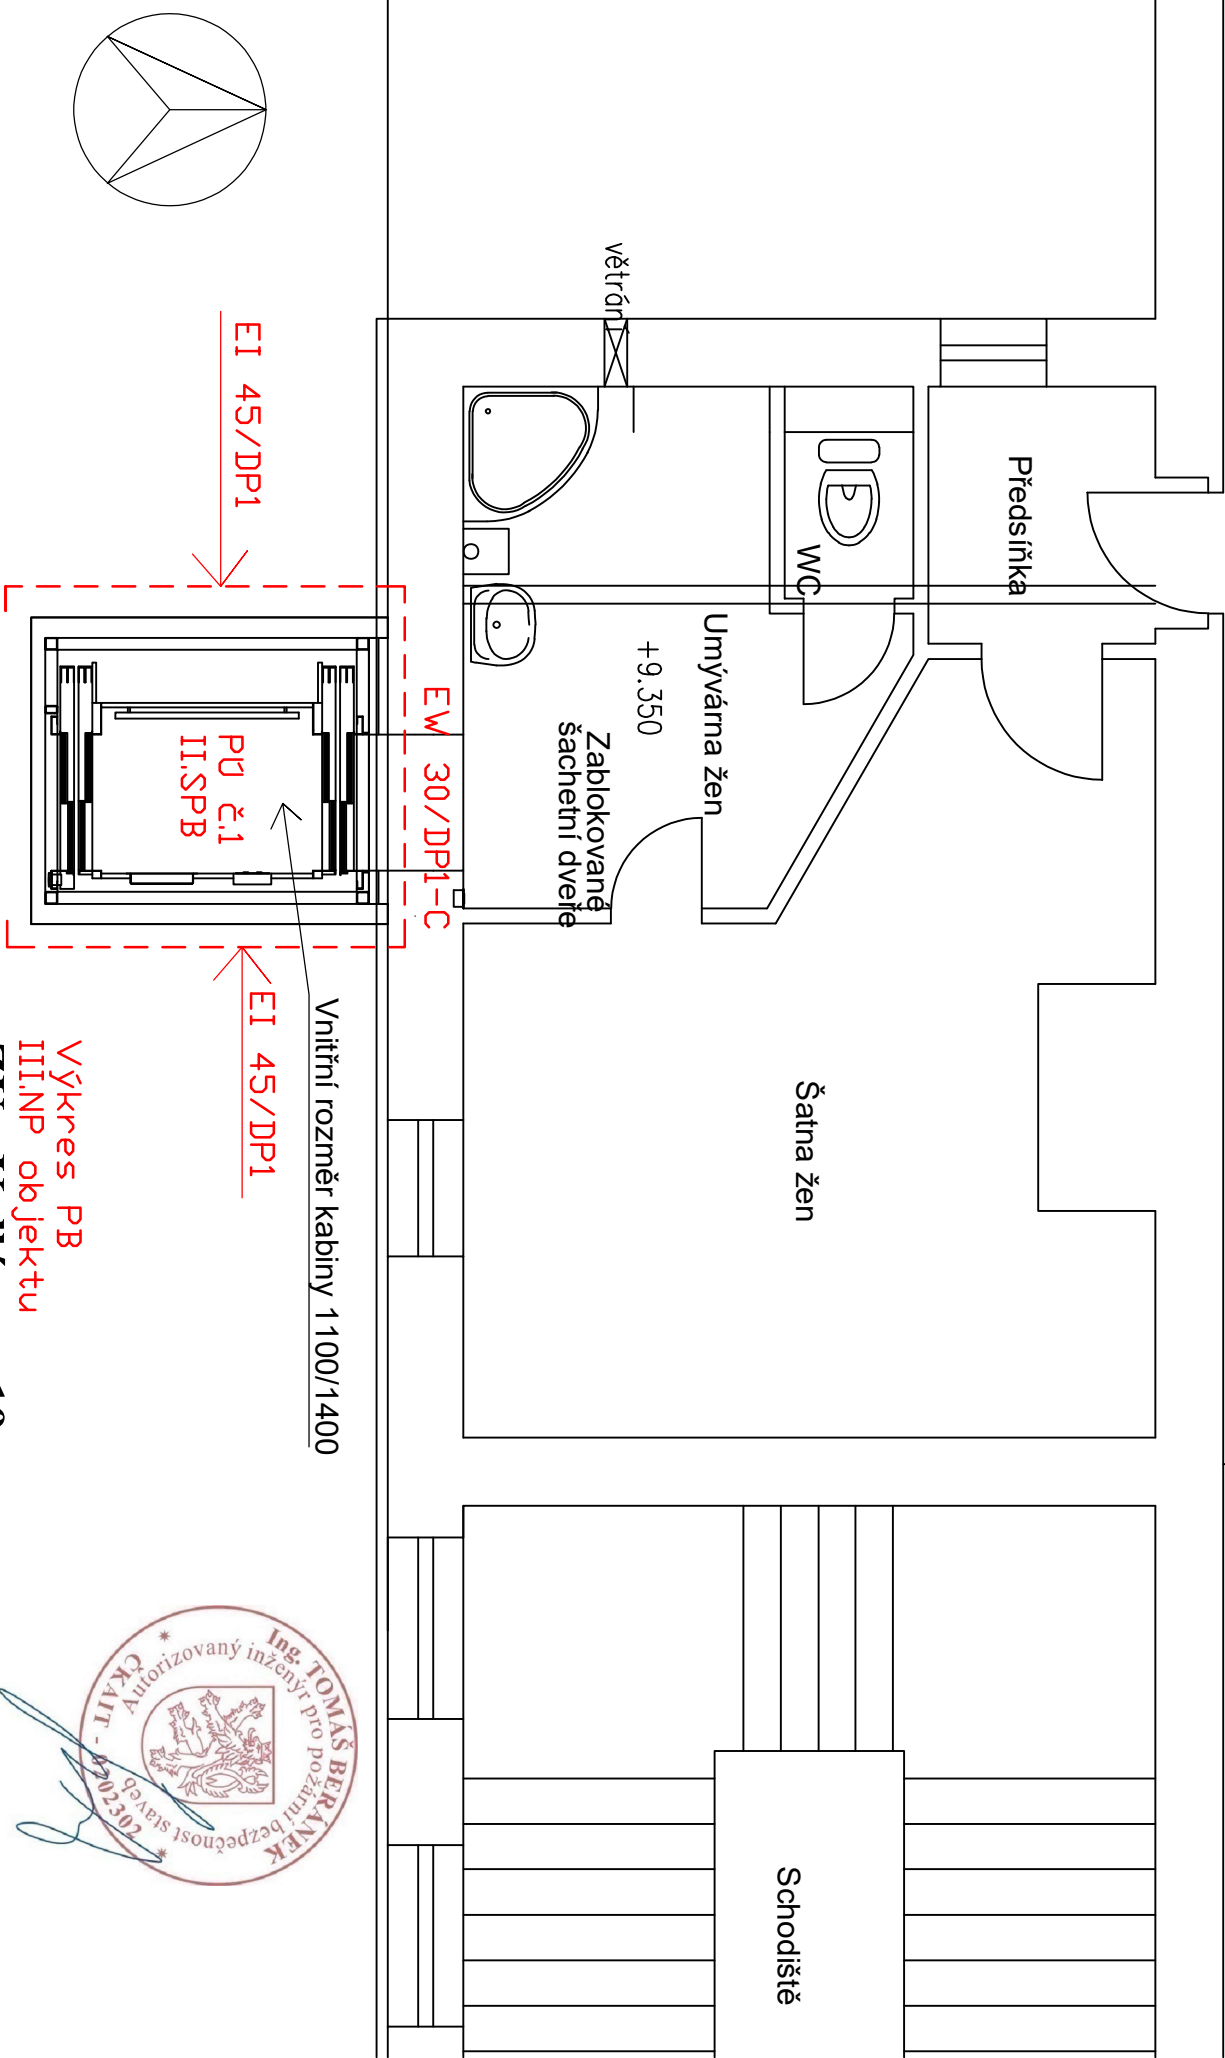 Předsíňka
WC
Umývárna žen
+9.350
Zablokované
šachetní dveře
větrán
Šatna žen
Schodiště
EW 30/DP1-C
EI 45/DP1
PÚ č.1
II.SPB
EI 45/DP1
Vnitřní rozměr kabiny 1100/1400
Výkres PB
III.NP objektu
Ing. TOMÁŠ BERÁNEK
Autorizovaný inženýr pro požární bezpečnost staveb
ČKAIT - 0202302